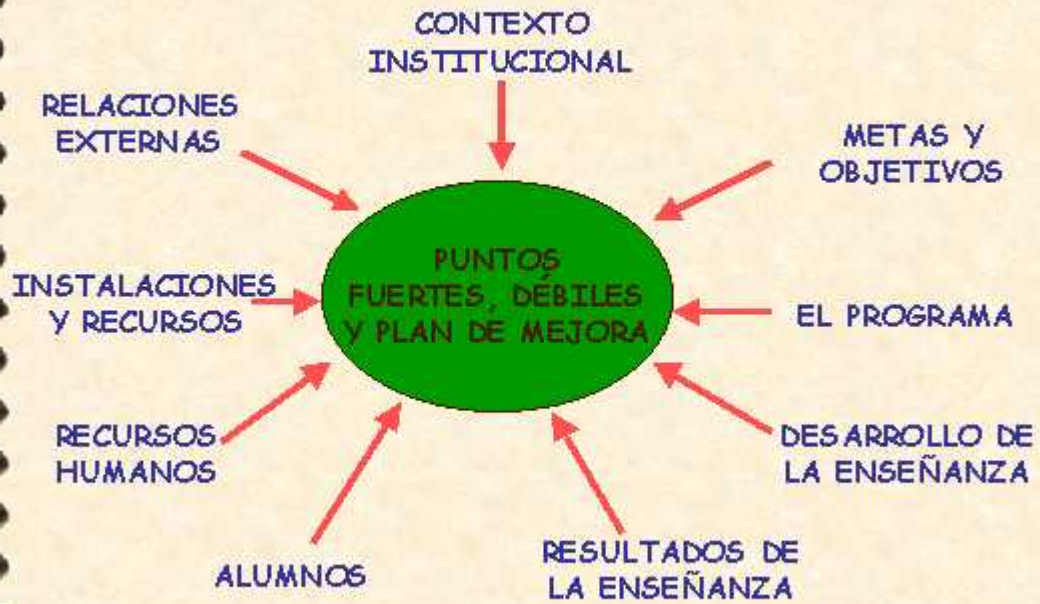 CONTEXTO
INSTITUCIONAL
RELACIONES
EXTERNAS
METAS Y
OBJETIVOS
PUNTOS
FUERTES, DÉBILES
Y PLAN DE MEJORA
INSTALACIONES
Y RECURSOS
EL PROGRAMA
RECURSOS
HUMANOS
DESARROLLO DE
LA ENSEÑANZA
ALUMNOS
RESULTADOS DE
LA ENSEÑANZA